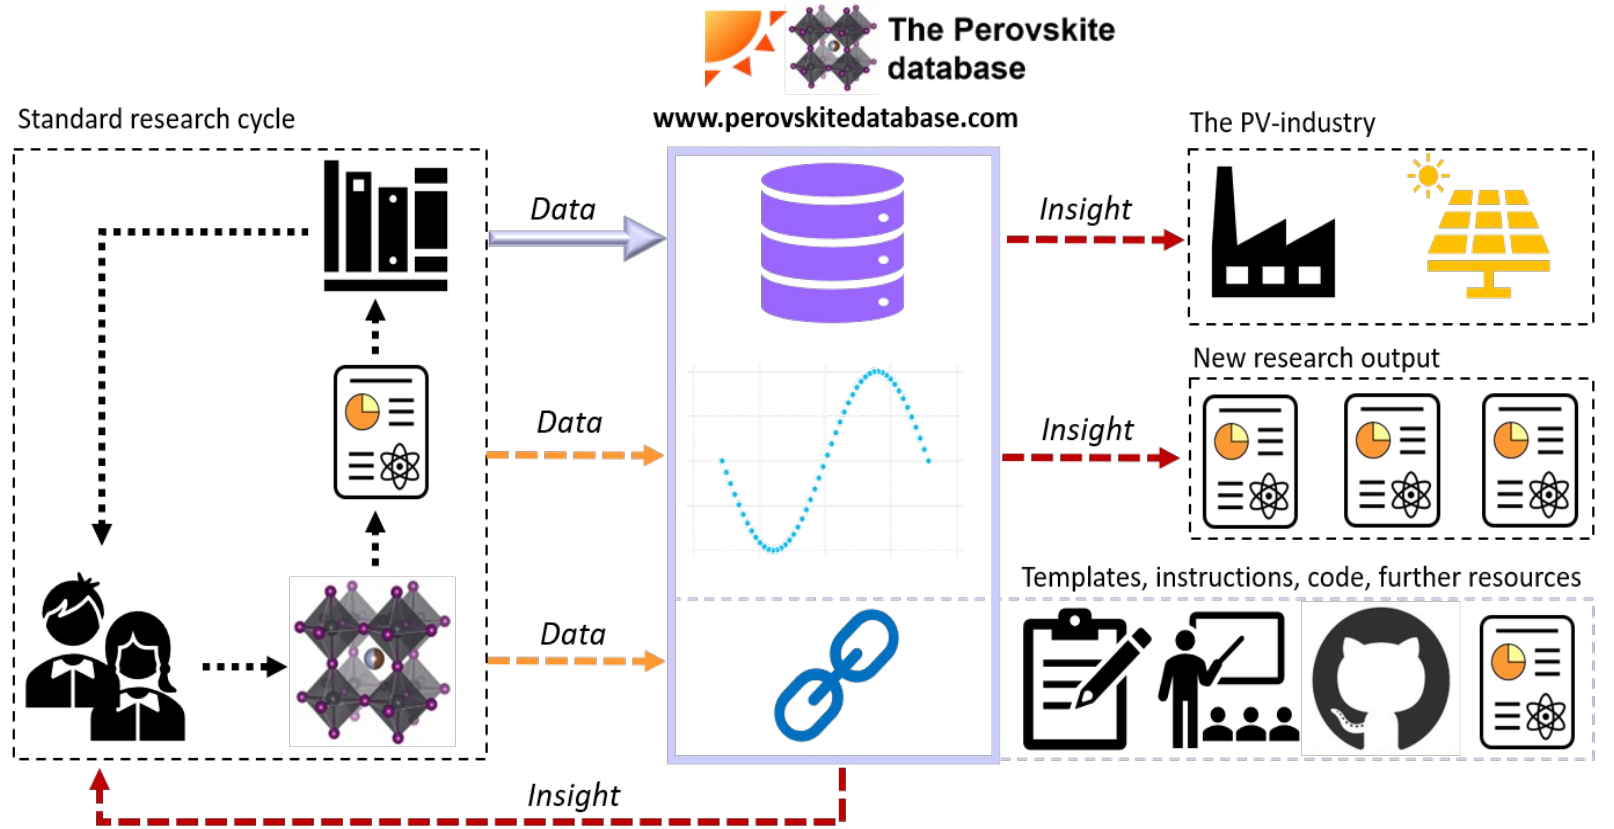 The Perovskite
database
www.perovskitedatabase.com
Standard research cycle
The PV-industry
Data
Insight
New research output
Data
Insight
Templates, instructions, code, further resources
Data
Insight